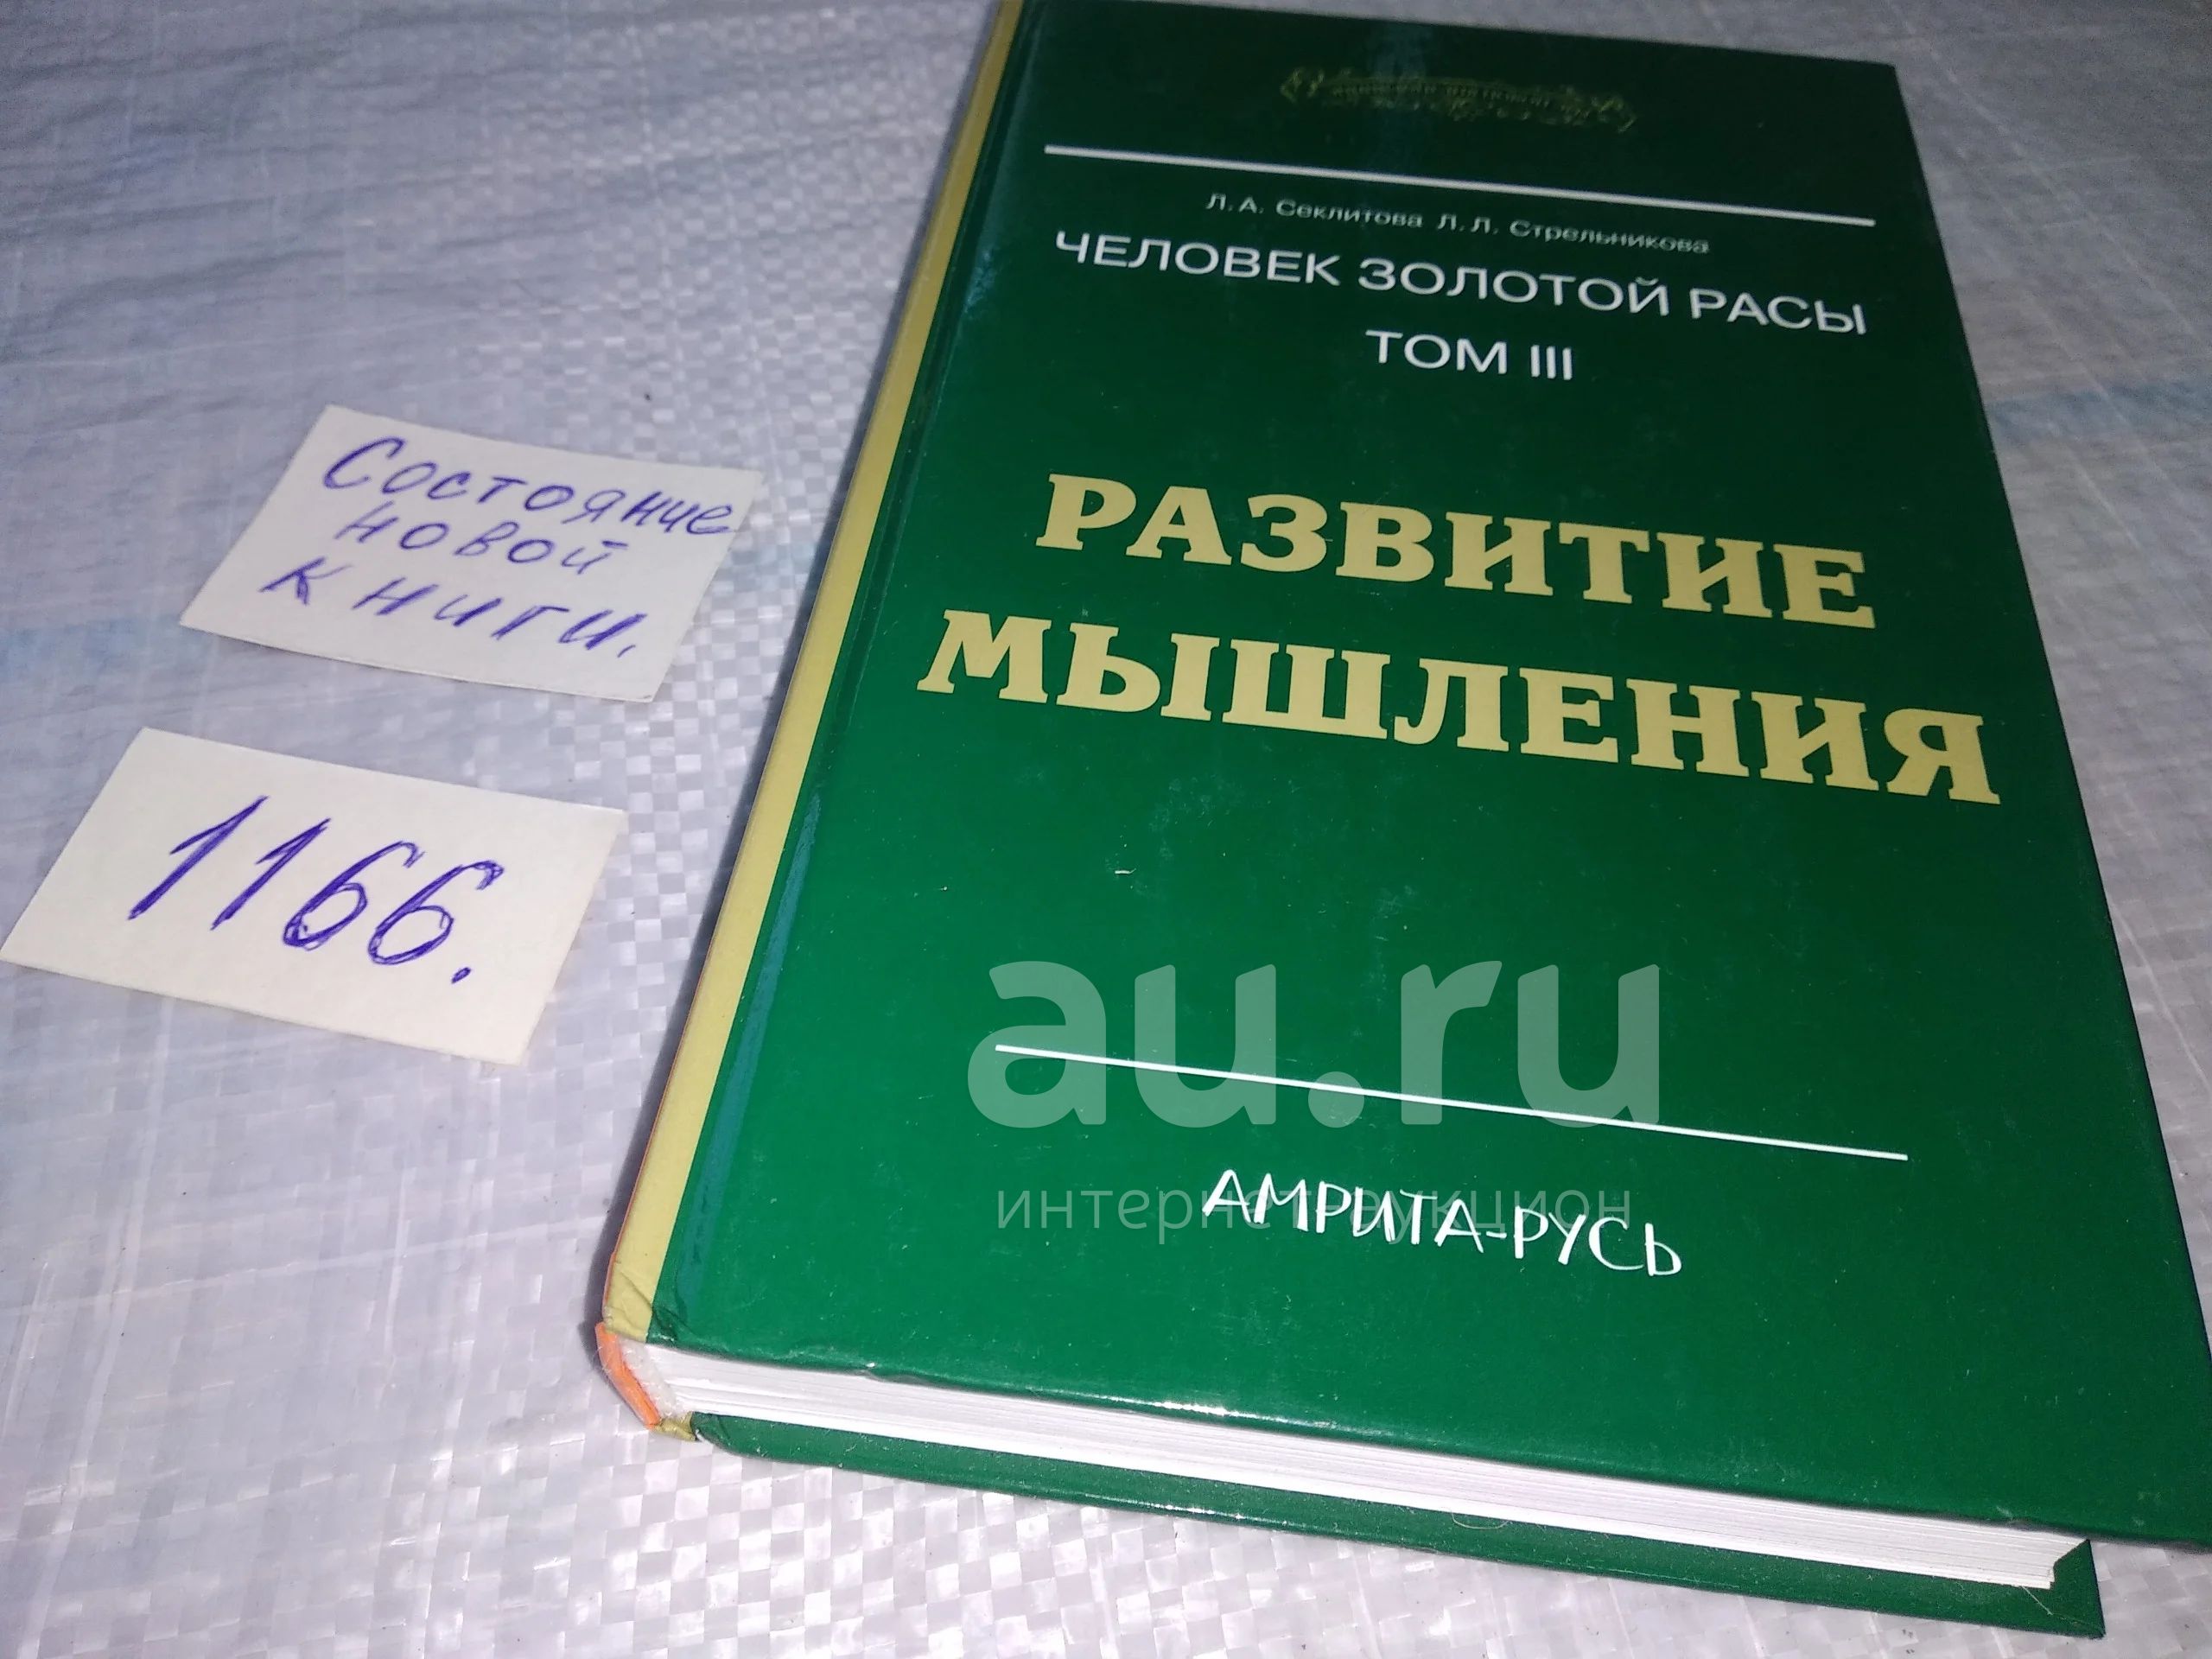 Л. А. Секлитова Л. Л. Стрельникова
ЧЕЛОВЕК ЗОЛОТОЙ РАСЫ
ТОМ III
РАЗВИТИЕ
МЫШЛЕНИЯ
АМРИТА-РУСЬ
Состояние
новой
книги.
1166.
au.ru
интернет-аукцион